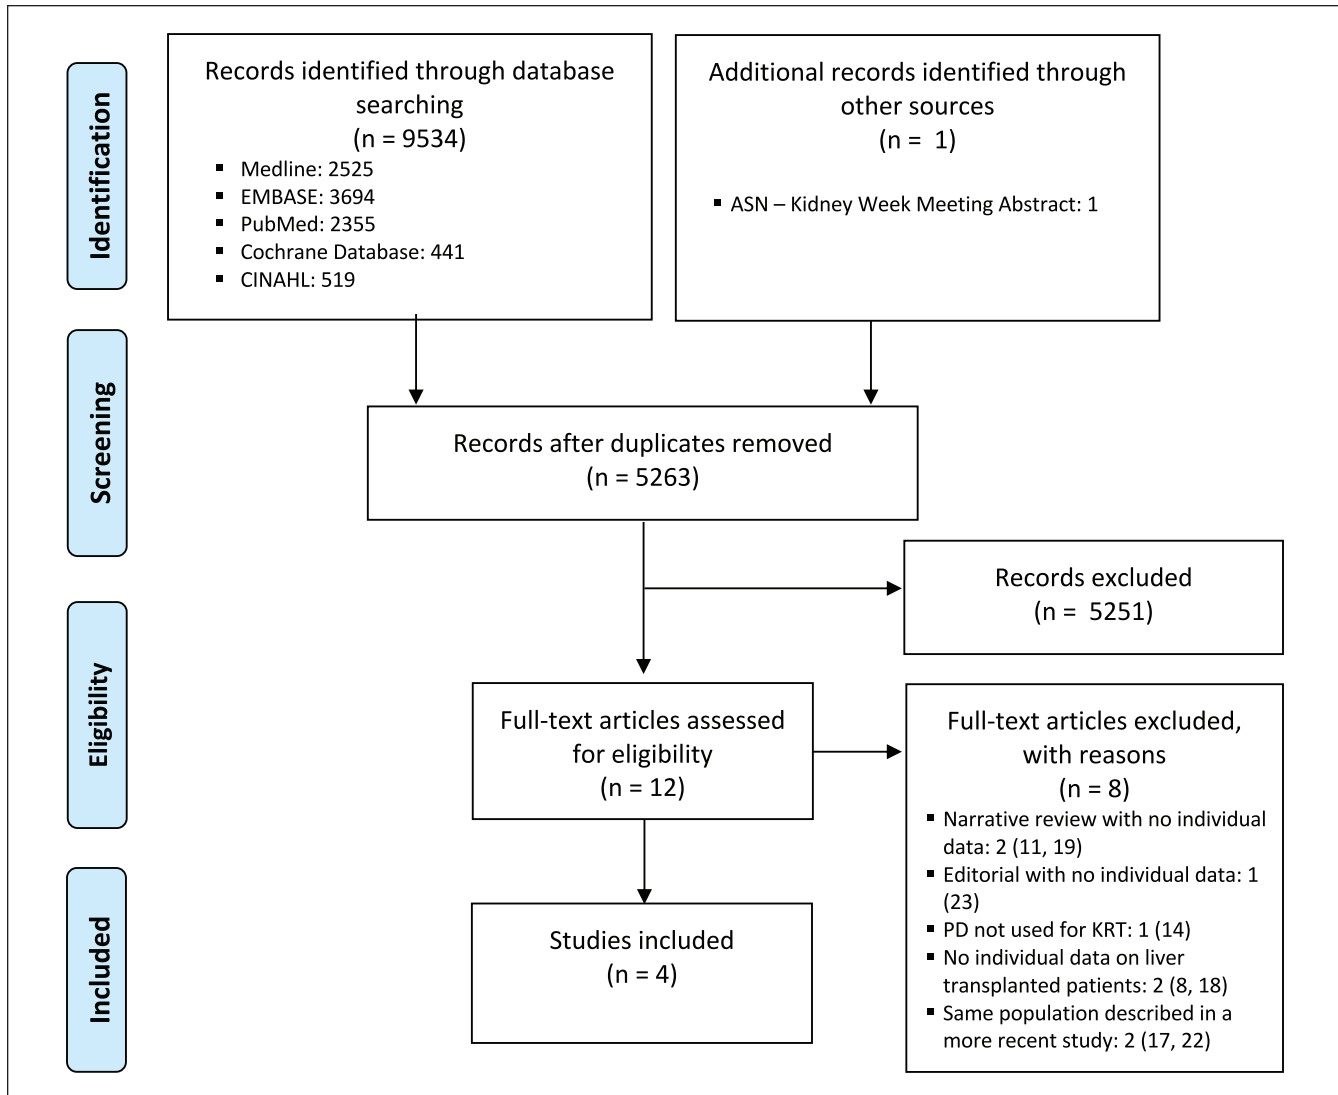 Identification
Records identified through database
searching
(n = 9534)
▪ Medline: 2525
▪ EMBASE: 3694
▪ PubMed: 2355
▪ Cochrane Database: 441
▪ CINAHL: 519
Additional records identified through
other sources
(n =  1)
▪ ASN – Kidney Week Meeting Abstract: 1
Screening
Records after duplicates removed
(n = 5263)
Records excluded
(n =  5251)
Eligibility
Full-text articles assessed
for eligibility
(n = 12)
Full-text articles excluded,
with reasons
(n = 8)
▪ Narrative review with no individual
data: 2 (11, 19)
▪ Editorial with no individual data: 1
(23)
▪ PD not used for KRT: 1 (14)
▪ No individual data on liver
transplanted patients: 2 (8, 18)
▪ Same population described in a
more recent study: 2 (17, 22)
Included
Studies included
(n = 4)